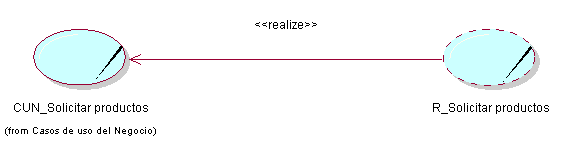 <<realize>>
CUN_Solicitar productos
R_Solicitar productos
(from Casos de uso del Negocio)